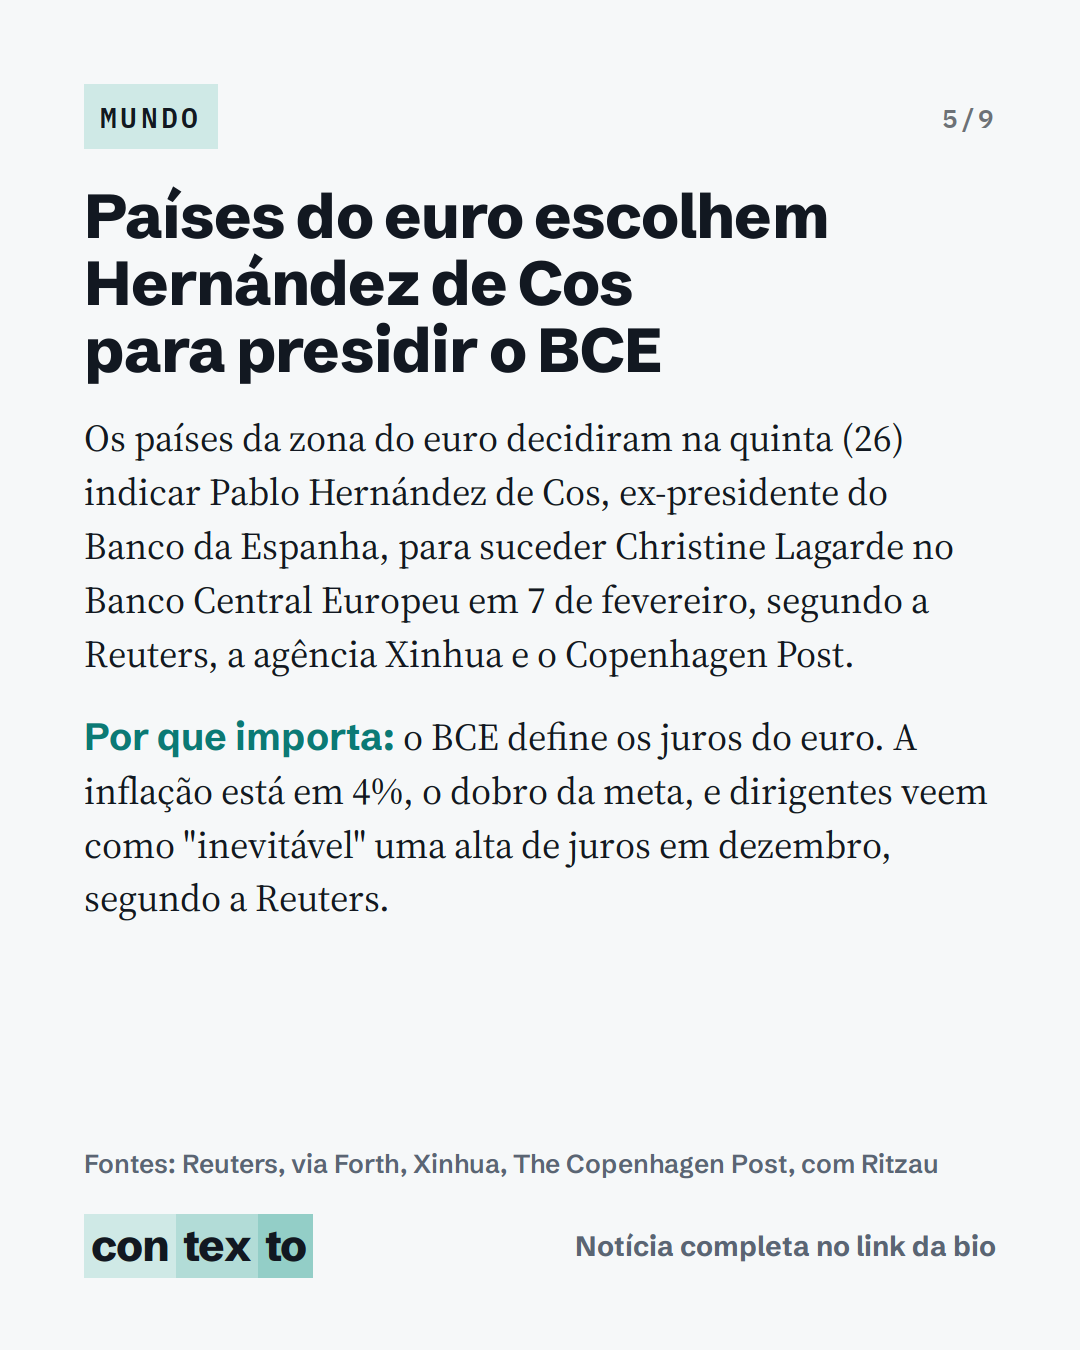 MUNDO
5/9
Países do euro escolhem
Hernández de Cos
para presidir o BCE
Os países da zona do euro decidiram na quinta (26)
indicar Pablo Hernández de Cos, ex-presidente do
Banco da Espanha, para suceder Christine Lagarde no
Banco Central Europeu em 7 de fevereiro, segundo a
Reuters, a agência Xinhua e o Copenhagen Post.
Por que importa: o BCE define os juros do euro. A
inflação está em 4%, o dobro da meta, e dirigentes veem
como "inevitável" uma alta de juros em dezembro,
segundo a Reuters.
Fontes: Reuters, via Forth, Xinhua, The Copenhagen Post, com Ritzau
contexto
Notícia completa no link da bio